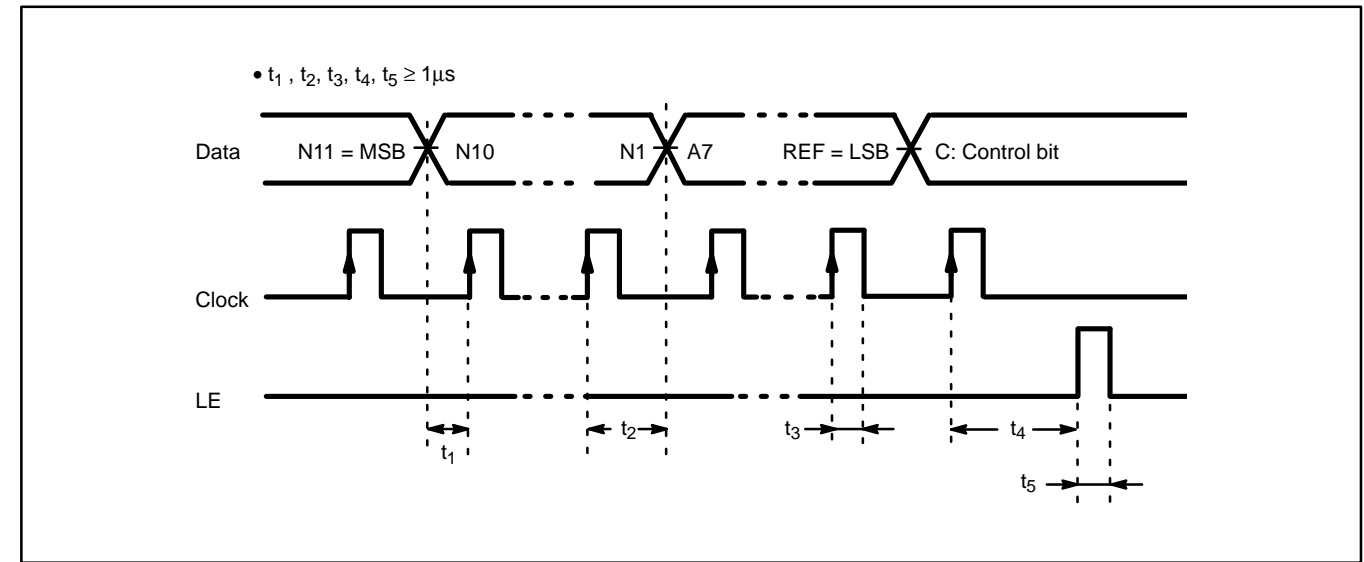 • t1 , t2, t3, t4, t5 ≥ 1μs
Data N11 = MSB N10 N1 A7 REF = LSB C: Control bit
Clock
LE
t1 t2 t3 t4
t5